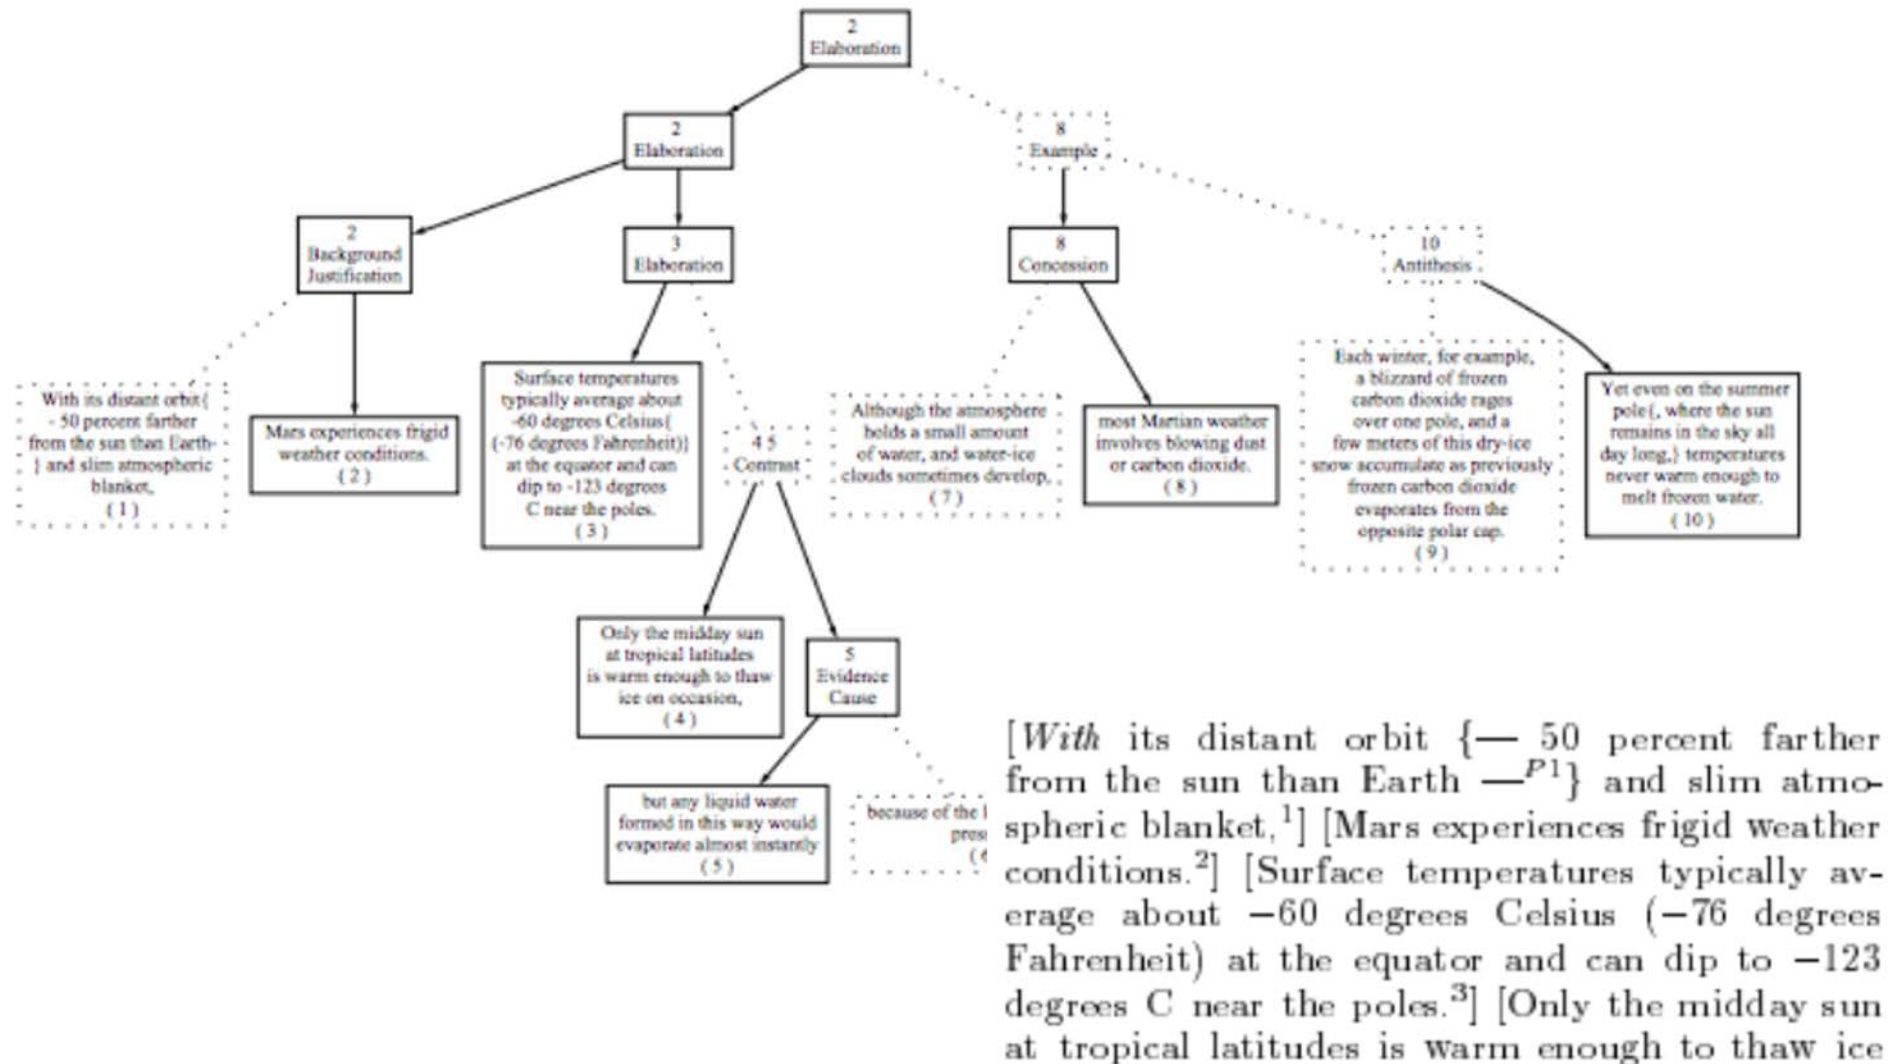 2
Elaboration
2
Elaboration
8
Example
2
Background
Justification
3
Elaboration
8
Concession
10
Antithesis
With its distant orbit{
- 50 percent farther
from the sun than Earth-
} and slim atmospheric
blanket,
(1)
Mars experiences frigid
weather conditions.
(2)
Surface temperatures
typically average about
-60 degrees Celsius{
(-76 degrees Fahrenheit)}
at the equator and can
dip to -123 degrees
C near the poles.
(3)
4 5
Contrast
Although the atmosphere
holds a small amount
of water, and water-ice
clouds sometimes develop,
(7)
most Martian weather
involves blowing dust
or carbon dioxide.
(8)
Each winter, for example,
a blizzard of frozen
carbon dioxide rages
over one pole, and a
few meters of this dry-ice
snow accumulate as previously
frozen carbon dioxide
evaporates from the
opposite polar cap.
(9)
Yet even on the summer
pole{, where the sun
remains in the sky all
day long,} temperatures
never warm enough to
melt frozen water.
(10)
Only the midday sun
at tropical latitudes
is warm enough to thaw
ice on occasion,
(4)
5
Evidence
Cause
but any liquid water
formed in this way would
evaporate almost instantly
(5)
because of the
[With its distant orbit {— 50 percent farther
from the sun than Earth —P1} and slim atmo-
spheric blanket,1] [Mars experiences frigid weather
conditions.2] [Surface temperatures typically av-
erage about −60 degrees Celsius (−76 degrees
Fahrenheit) at the equator and can dip to −123
degrees C near the poles.3] [Only the midday sun
at tropical latitudes is warm enough to thaw ice